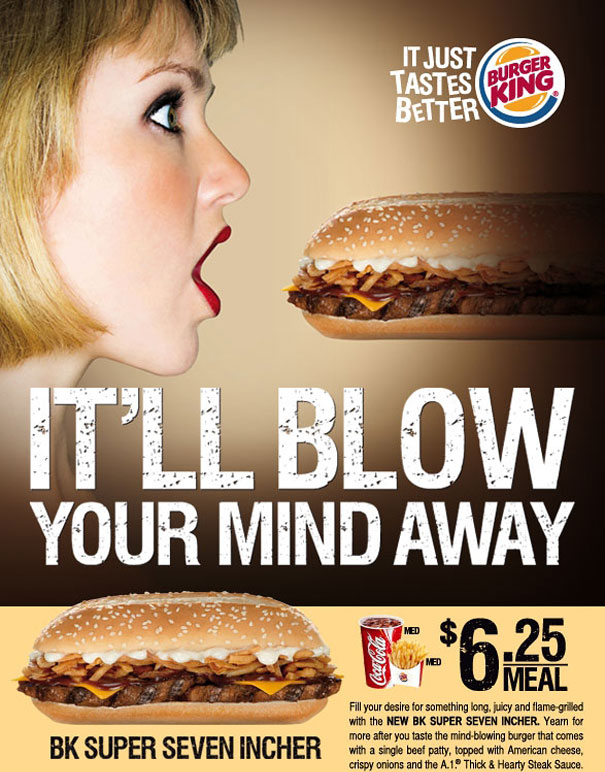 IT JUST
TASTES
BETTER
BURGER
KING®
IT'LL BLOW
YOUR MIND AWAY
BK SUPER SEVEN INCHER
Coca-Cola
MED
MED
$6.25
MEAL
Fill your desire for something long, juicy and flame-grilled
with the NEW BK SUPER SEVEN INCHER. Yearn for
more after you taste the mind-blowing burger that comes
with a single beef patty, topped with American cheese,
crispy onions and the A.1.® Thick & Hearty Steak Sauce.